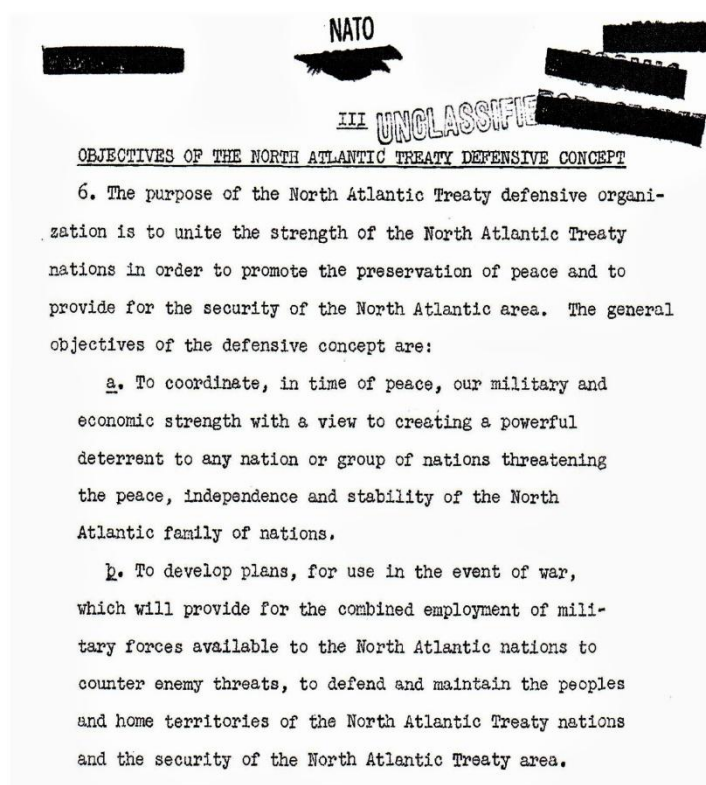 NATO
III UNCLASSIFIE
OBJECTIVES OF THE NORTH ATLANTIC TREATY DEFENSIVE CONCEPT
6. The purpose of the North Atlantic Treaty defensive organi-
zation is to unite the strength of the North Atlantic Treaty
nations in order to promote the preservation of peace and to
provide for the security of the North Atlantic area. The general
objectives of the defensive concept are:
a. To coordinate, in time of peace, our military and
economic strength with a view to creating a powerful
deterrent to any nation or group of nations threatening
the peace, independence and stability of the North
Atlantic family of nations.
b. To develop plans, for use in the event of war,
which will provide for the combined employment of mili-
tary forces available to the North Atlantic nations to
counter enemy threats, to defend and maintain the peoples
and home territories of the North Atlantic Treaty nations
and the security of the North Atlantic Treaty area.